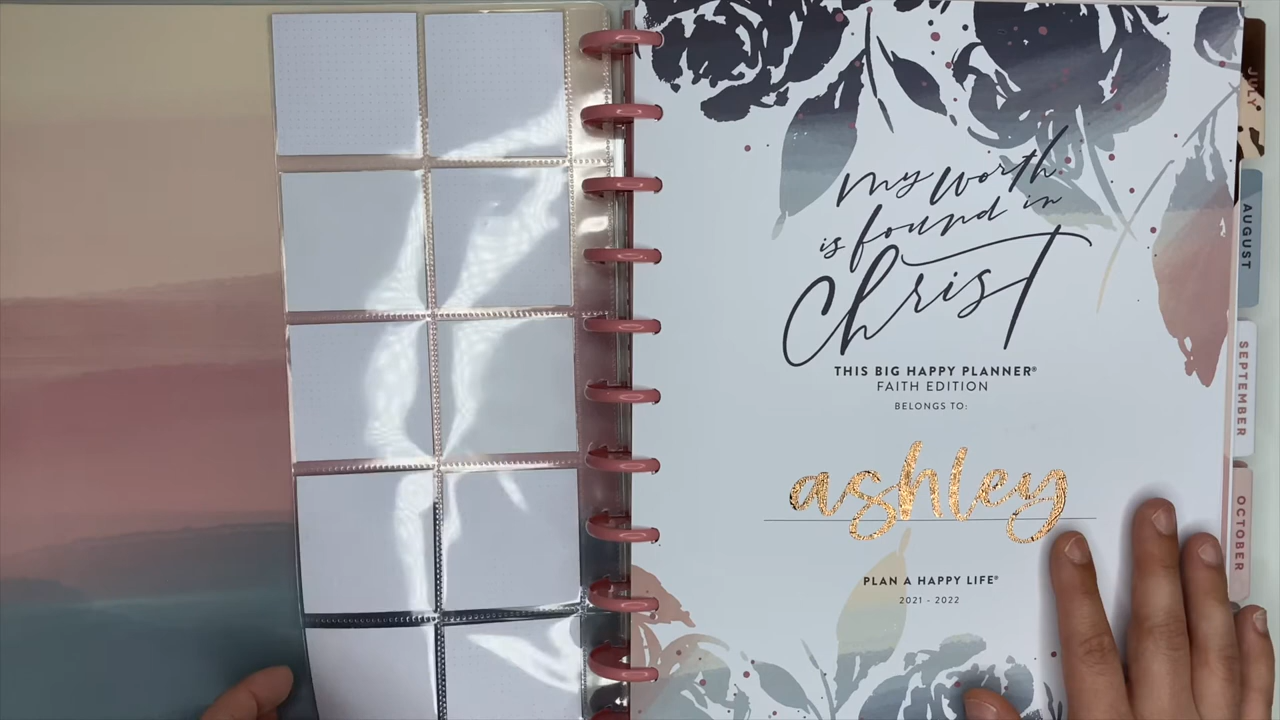 my worth
is found in
Christ
THIS BIG HAPPY PLANNER®
FAITH EDITION
BELONGS TO:
ashley
PLAN A HAPPY LIFE®
2021 - 2022
JULY
AUGUST
SEPTEMBER
OCTOBER